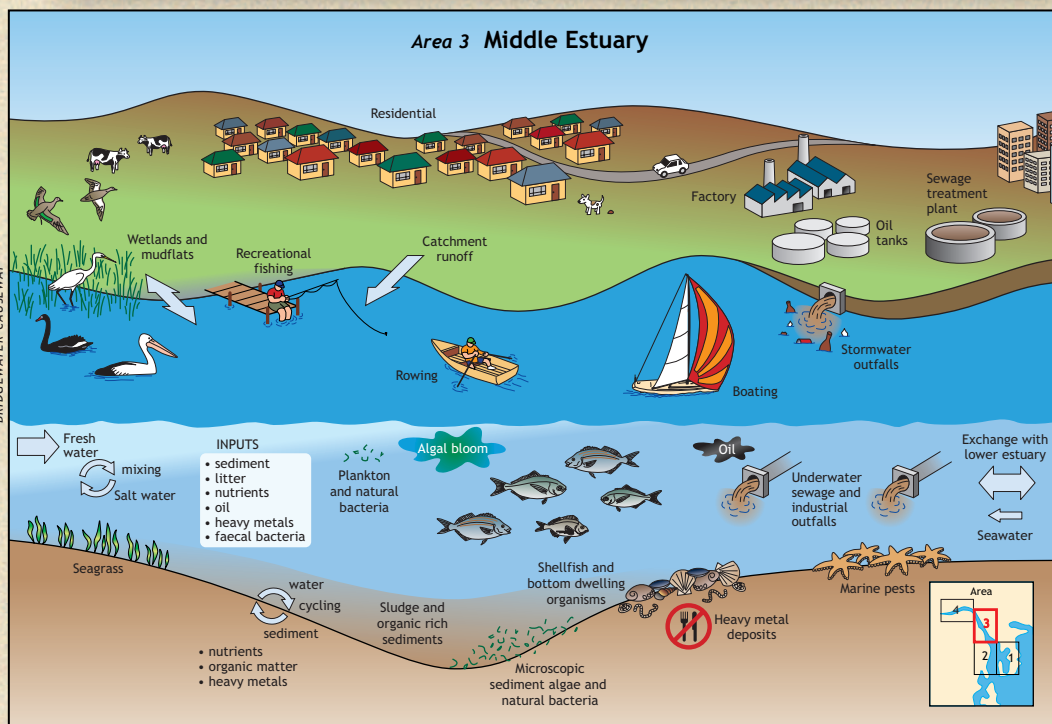 Area 3 Middle Estuary
Residential
Factory
Sewage
treatment
plant
Oil
tanks
Wetlands and
mudflats
Recreational
fishing
Catchment
runoff
BRIDGEWATER CAUSEWAY
Rowing
Boating
Stormwater
outfalls
Fresh
water
mixing
Salt water
INPUTS
• sediment
• litter
• nutrients
• oil
• heavy metals
• faecal bacteria
Plankton
and natural
bacteria
Algal bloom
Oil
Underwater
sewage and
industrial
outfalls
Exchange with
lower estuary
Seawater
Seagrass
water
cycling
sediment
• nutrients
• organic matter
• heavy metals
Sludge and
organic rich
sediments
Microscopic
sediment algae and
natural bacteria
Shellfish and
bottom dwelling
organisms
Heavy metal
deposits
Marine pests
Area
4
3
2
1